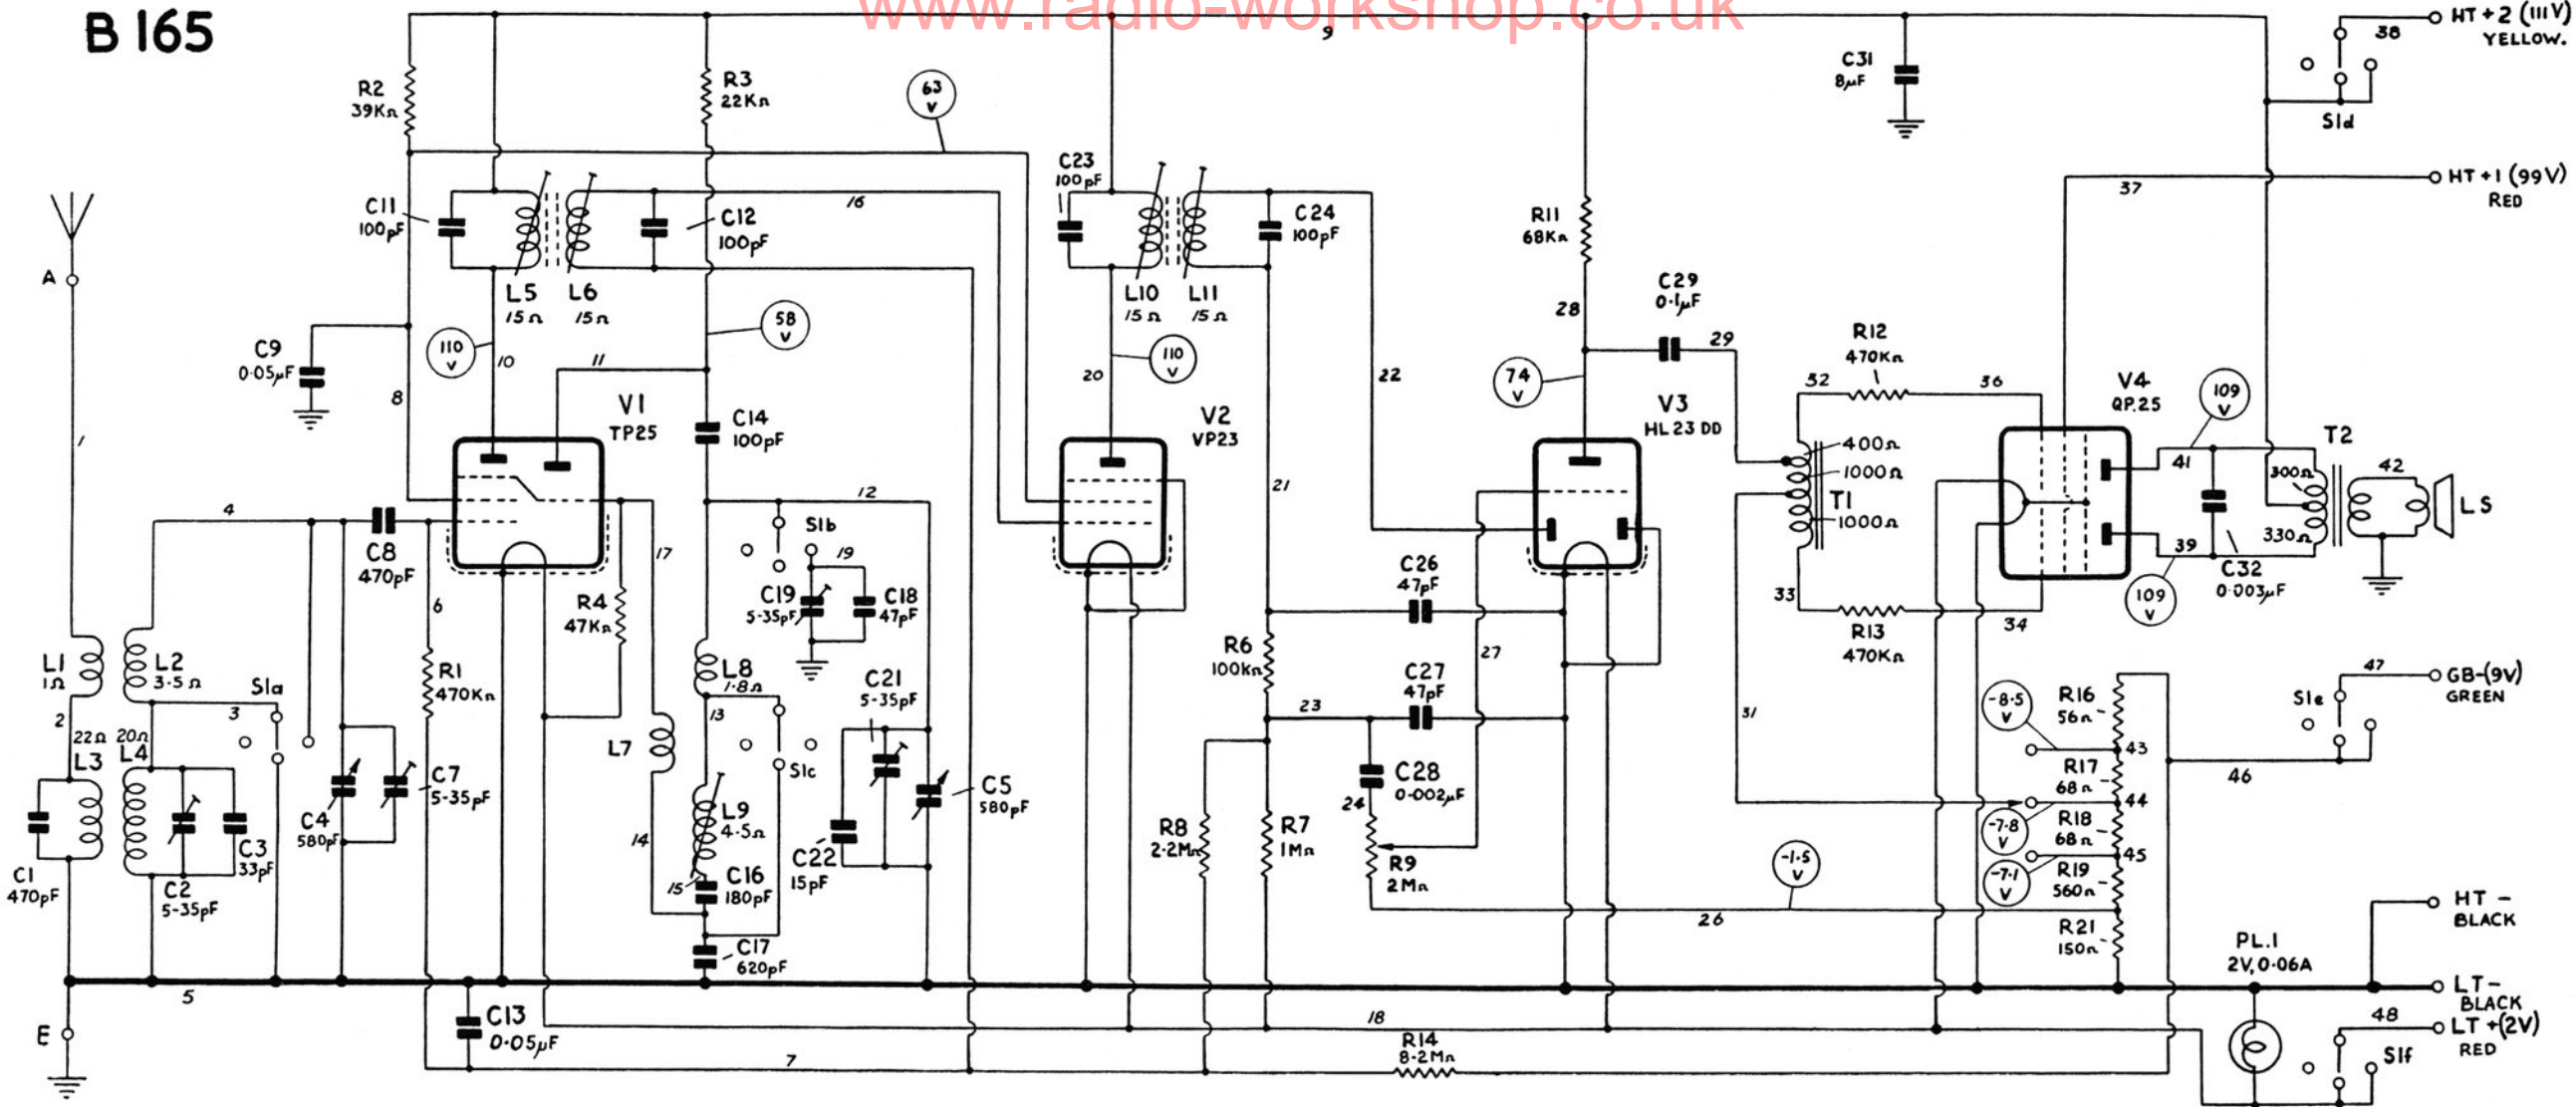 www.radio-workshop.co.uk
B 165
HT + 2 (111V)
YELLOW.
38
S1d
9
C31
8µF
R2
39KΩ
R3
22KΩ
63
V
C23
100pF
HT +1 (99V)
RED
37
C11
100pF
16
C12
100pF
C24
100pF
R11
68KΩ
L5
15Ω
L6
15Ω
L10
15Ω
L11
15Ω
C29
0·1µF
A
C9
0·05µF
110
V
10
11
58
V
20
110
V
22
28
29
74
V
R12
470KΩ
32
36
8
1
V1
TP25
C14
100pF
V2
VP23
V3
HL 23 DD
V4
QP.25
109
V
41
T2
42
LS
300Ω
330Ω
400Ω
1000Ω
T1
1000Ω
4
C8
470pF
6
17
12
S1b
19
C19
5-35pF
C18
47pF
21
C26
47pF
33
R13
470KΩ
34
39
109
V
C32
0·003µF
L1
1Ω
L2
3·5Ω
S1a
3
2
22Ω
L3
20Ω
L4
R1
470KΩ
R4
47KΩ
L7
L8
1·8Ω
13
S1c
C21
5-35pF
R6
100KΩ
C27
47pF
23
27
31
47
GB-(9V)
GREEN
S1e
-8·5
V
R16
56Ω
43
R17
68Ω
46
44
-7·8
V
R18
68Ω
45
-7·1
V
R19
560Ω
C1
470pF
C2
5-35pF
C3
33pF
C4
580pF
C7
5-35pF
14
L9
4·5Ω
15
C16
180pF
C22
15pF
C5
580pF
R8
2·2MΩ
R7
1MΩ
C28
0·002µF
24
R9
2MΩ
-1·5
V
26
R21
150Ω
HT -
BLACK
C17
620pF
PL.1
2V,0·06A
5
LT-
BLACK
E
C13
0·05µF
18
48
LT +(2V)
RED
7
R14
8·2MΩ
S1f